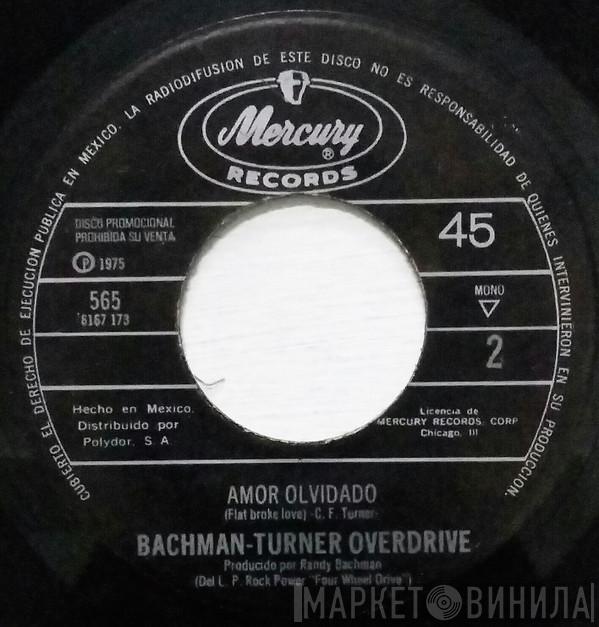 CUBIERTO EL DERECHO DE EJECUCION PUBLICA EN MEXICO. LA RADIODIFUSION DE ESTE DISCO NO ES RESPONSABILIDAD DE QUIENES INTERVINIERON EN SU PRODUCCION.
Mercury
®
RECORDS
DISCO PROMOCIONAL
PROHIBIDA SU VENTA
45
Ⓟ 1975
565
6167 173
MONO
2
Hecho en Mexico.
Distribuido por
Polydor, S. A.
Licencia de
MERCURY RECORDS CORP
Chicago, Ill
AMOR OLVIDADO
(Flat broke love) -C. F. Turner-
BACHMAN-TURNER OVERDRIVE
Producido por Randy Bachman
(Del L. P. Rock Power "Four Wheel Drive")
МАРКЕТ ВИНИЛА